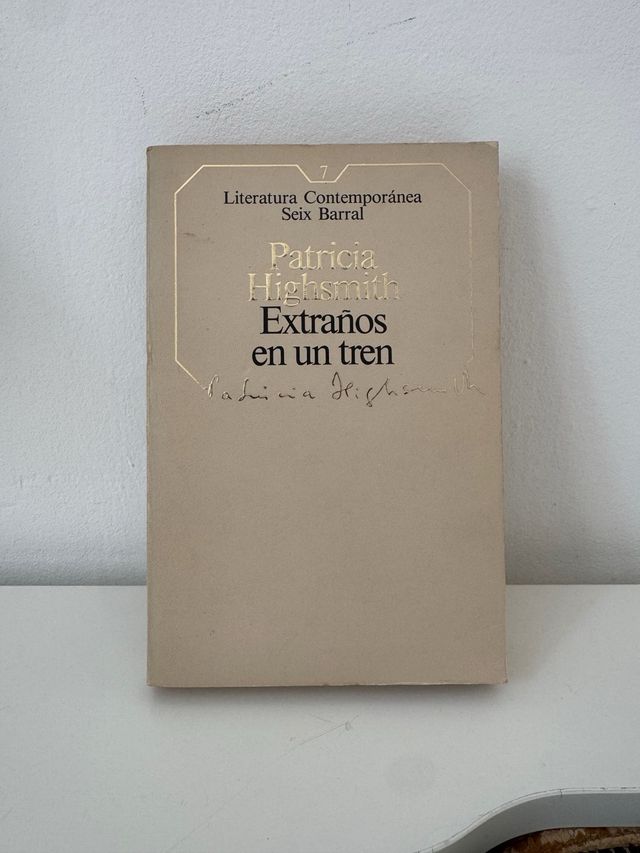 7
Literatura Contemporánea
Seix Barral
Patricia
Highsmith
Extraños
en un tren
Patricia Highsmith